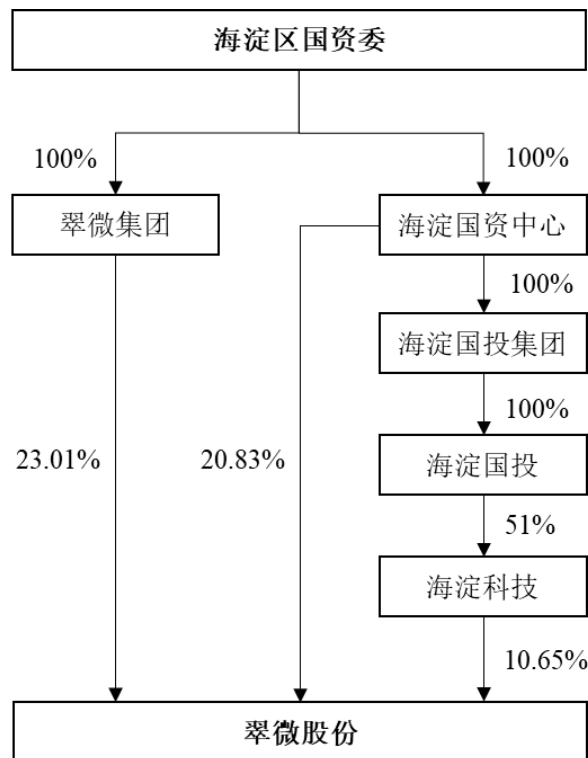 海淀区国资委
100%
100%
翠微集团
海淀国资中心
100%
海淀国投集团
100%
23.01%
20.83%
海淀国投
51%
海淀科技
10.65%
翠微股份